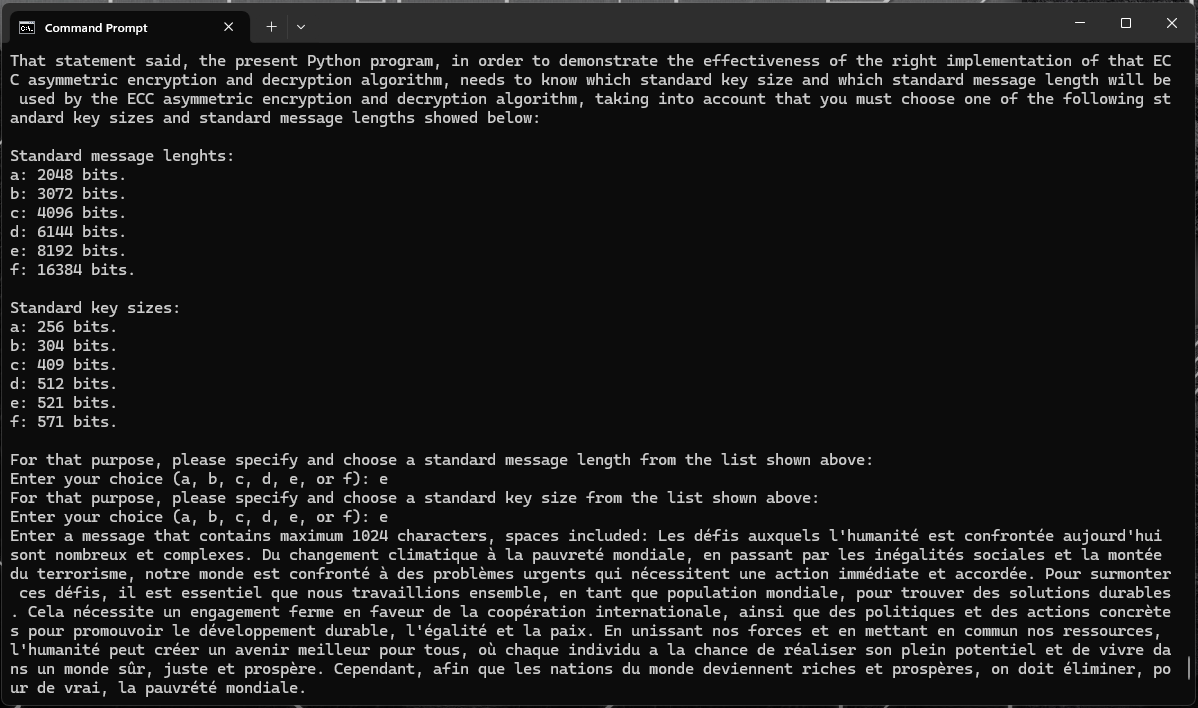 Command Prompt
That statement said, the present Python program, in order to demonstrate the effectiveness of the right implementation of that EC
C asymmetric encryption and decryption algorithm, needs to know which standard key size and which standard message length will be
used by the ECC asymmetric encryption and decryption algorithm, taking into account that you must choose one of the following st
andard key sizes and standard message lengths showed below:
Standard message lenghts:
a: 2048 bits.
b: 3072 bits.
c: 4096 bits.
d: 6144 bits.
e: 8192 bits.
f: 16384 bits.
Standard key sizes:
a: 256 bits.
b: 304 bits.
c: 409 bits.
d: 512 bits.
e: 521 bits.
f: 571 bits.
For that purpose, please specify and choose a standard message length from the list shown above:
Enter your choice (a, b, c, d, e, or f): e
For that purpose, please specify and choose a standard key size from the list shown above:
Enter your choice (a, b, c, d, e, or f): e
Enter a message that contains maximum 1024 characters, spaces included: Les défis auxquels l'humanité est confrontée aujourd'hui
sont nombreux et complexes. Du changement climatique à la pauvreté mondiale, en passant par les inégalités sociales et la montée
du terrorisme, notre monde est confronté à des problèmes urgents qui nécessitent une action immédiate et accordée. Pour surmonter
ces défis, il est essentiel que nous travaillions ensemble, en tant que population mondiale, pour trouver des solutions durables
. Cela nécessite un engagement ferme en faveur de la coopération internationale, ainsi que des politiques et des actions concrète
s pour promouvoir le développement durable, l'égalité et la paix. En unissant nos forces et en mettant en commun nos ressources,
l'humanité peut créer un avenir meilleur pour tous, où chaque individu a la chance de réaliser son plein potentiel et de vivre da
ns un monde sûr, juste et prospère. Cependant, afin que les nations du monde deviennent riches et prospères, on doit éliminer, po
ur de vrai, la pauvrété mondiale.